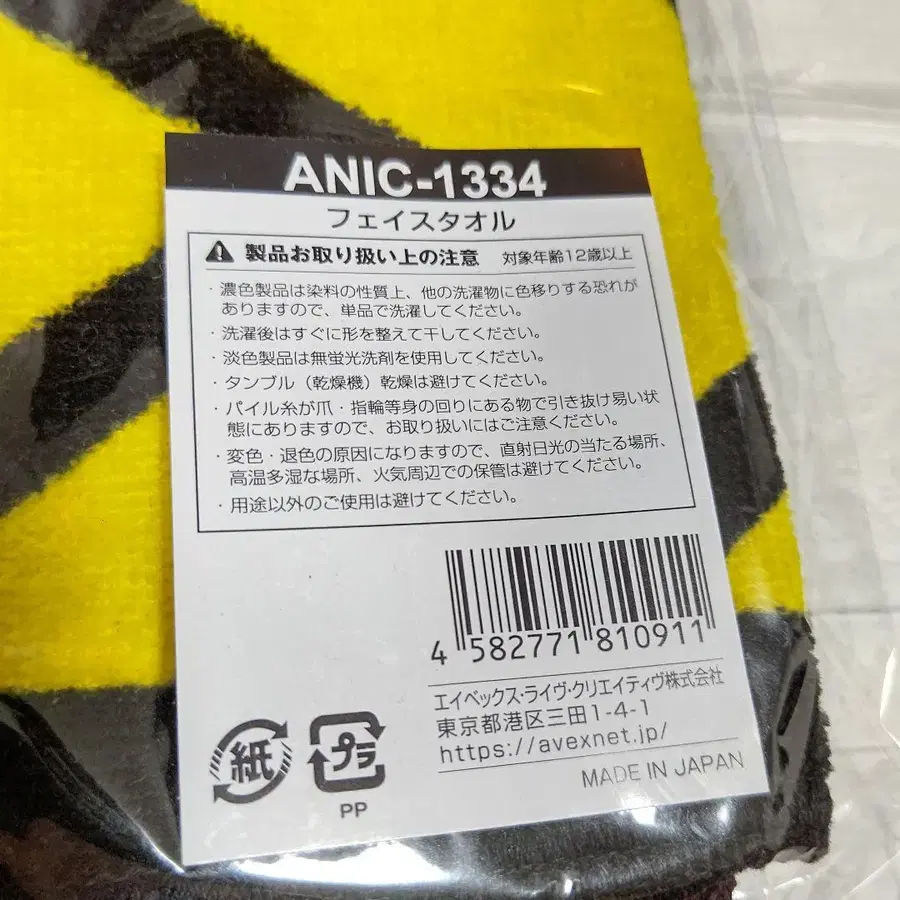 ANIC-1334
フェイスタオル
製品お取り扱い上の注意 対象年齢12歳以上
・濃色製品は染料の性質上、他の洗濯物に色移りする恐れが
ありますので、単品で洗濯してください。
・洗濯後はすぐに形を整えて干してください。
・淡色製品は無蛍光洗剤を使用してください。
・タンブル（乾燥機）乾燥は避けてください。
・パイル糸が爪・指輪等身の回りにある物で引き抜け易い状
態にありますので、お取り扱いにはご注意ください。
・変色・退色の原因になりますので、直射日光の当たる場所、
高温多湿な場所、火気周辺での保管は避けてください。
・用途以外のご使用は避けてください。
4 582771 810911
エイベックス・ライヴ・クリエイティヴ株式会社
東京都港区三田1-4-1
https://avexnet.jp/
MADE IN JAPAN
紙 プラ
PP